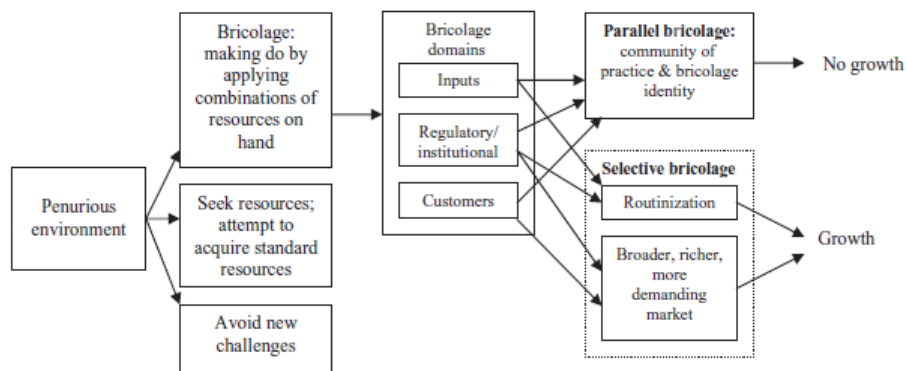 Penurious
environment
Bricolage:
making do by
applying
combinations of
resources on
hand
Seek resources;
attempt to
acquire standard
resources
Avoid new
challenges
Bricolage
domains
Inputs
Regulatory/
institutional
Customers
Parallel bricolage:
community of
practice & bricolage
identity
Selective bricolage
Routinization
Broader, richer,
more
demanding
market
No growth
Growth